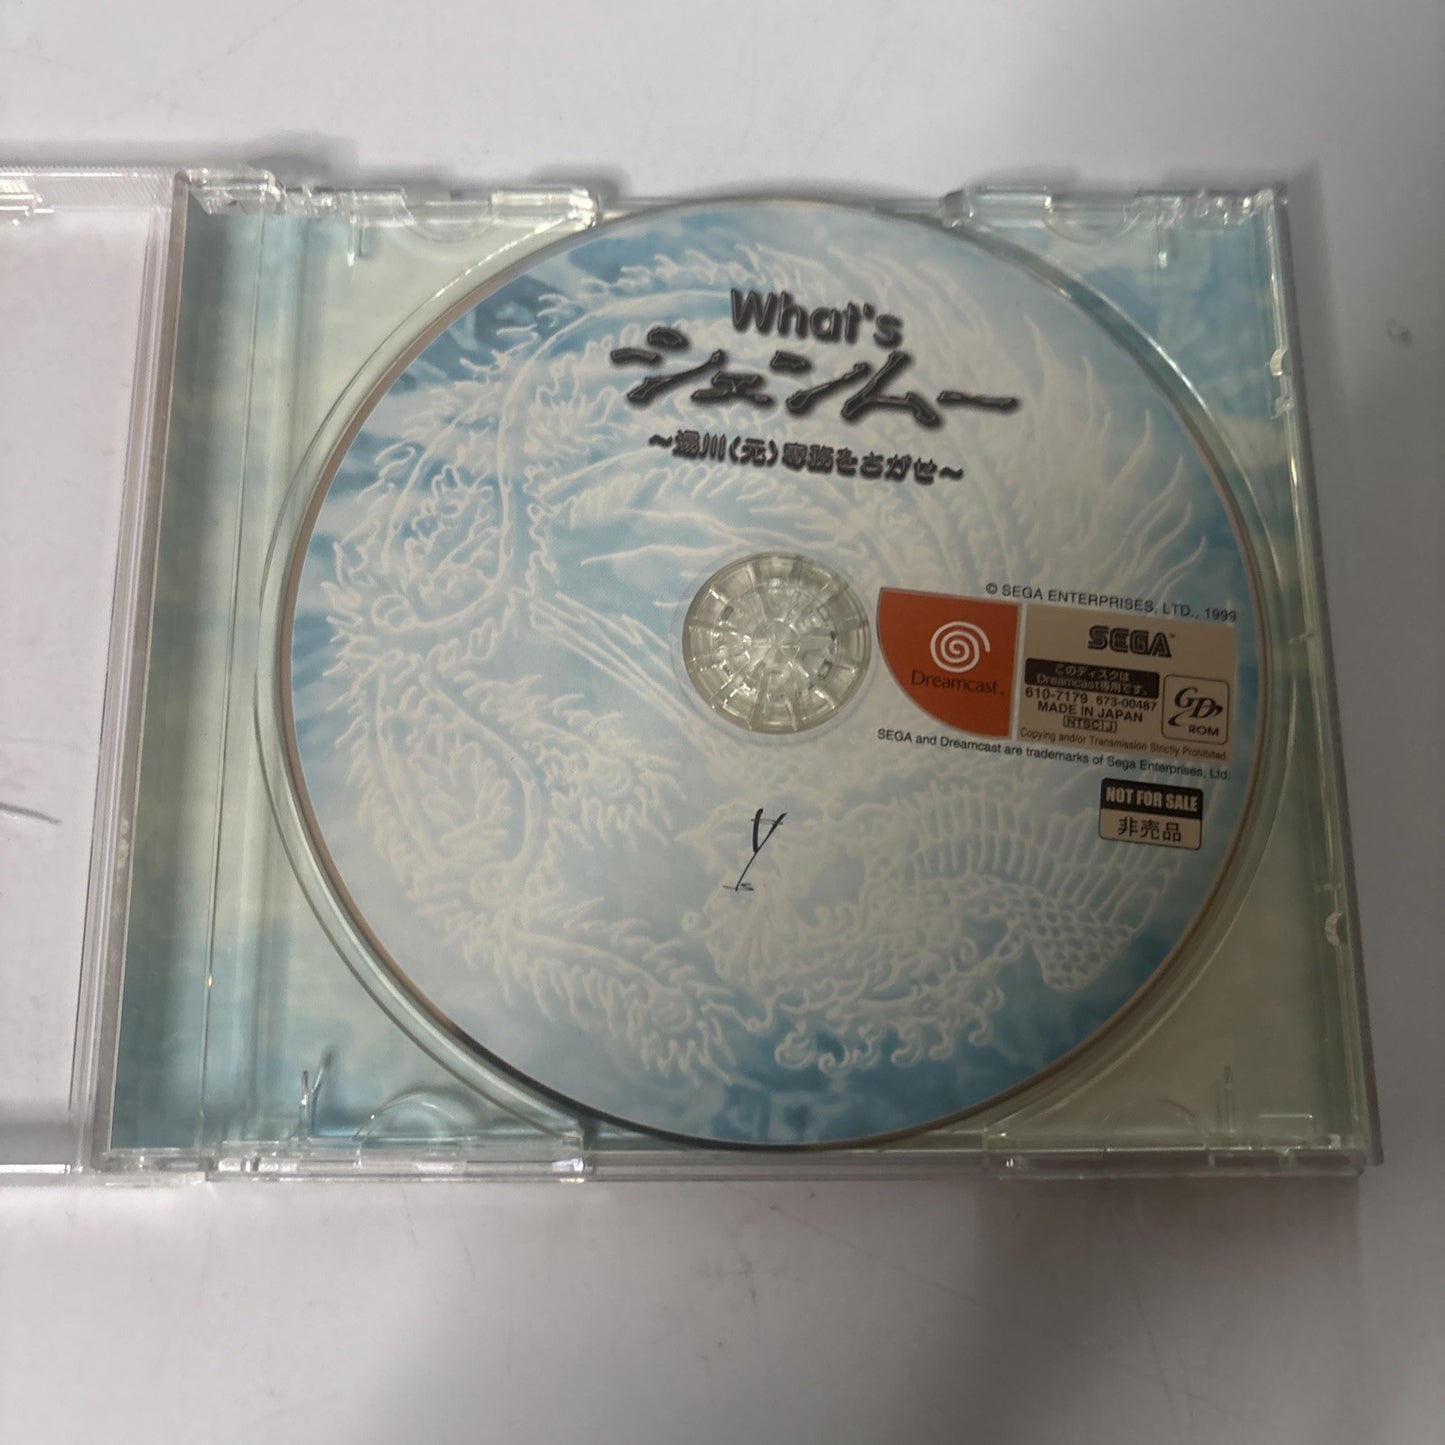 What's
シェンムー
～湯川(元)専務をさがせ～
© SEGA ENTERPRISES, LTD., 1999
SEGA™
Dreamcast™
このディスクは
Dreamcast専用です。
610-7179 673-00487
MADE IN JAPAN
NTSC J
GD
ROM
Copying and/or Transmission Strictly Prohibited.
SEGA and Dreamcast are trademarks of Sega Enterprises, Ltd.
NOT FOR SALE
非売品